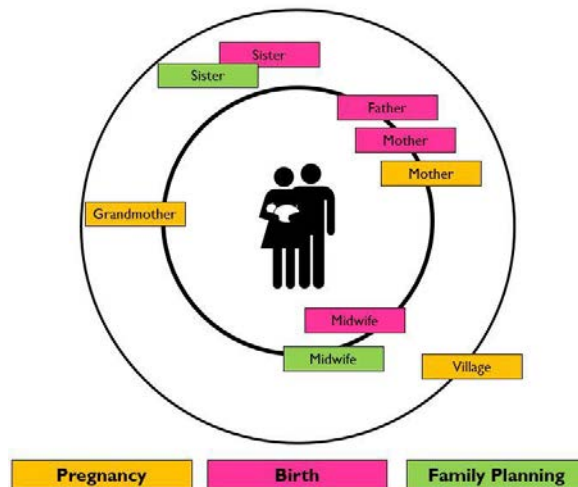 Sister
Sister
Father
Mother
Mother
Grandmother
Midwife
Midwife
Village
Pregnancy
Birth
Family Planning